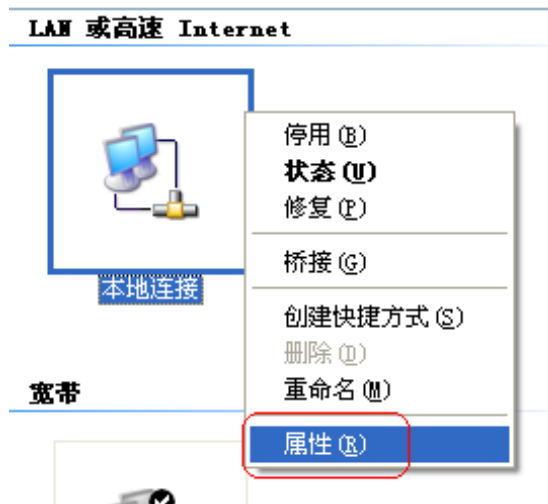 LAN 或高速 Internet
停用(B)
状态(U)
修复(P)
桥接(G)
本地连接
创建快捷方式(S)
删除(D)
重命名(M)
宽带
属性(R)